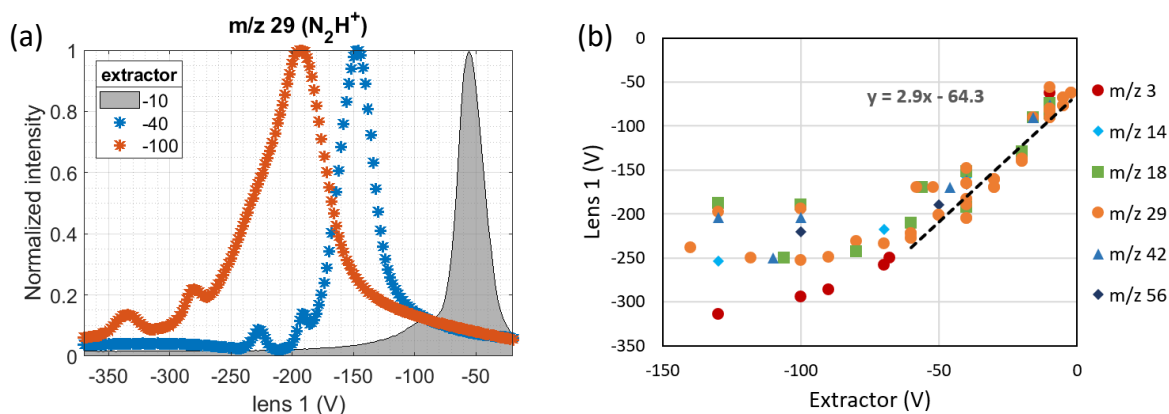 (a)
m/z 29 (N₂H⁺)
Normalized intensity
1
0.8
0.6
0.4
0.2
0
extractor
-10
-40
-100
-350 -300 -250 -200 -150 -100 -50
lens 1 (V)
(b)
Lens 1 (V)
0
-50
-100
-150
-200
-250
-300
-350
y = 2.9x - 64.3
-150 -100 -50 0
Extractor (V)
m/z 3
m/z 14
m/z 18
m/z 29
m/z 42
m/z 56